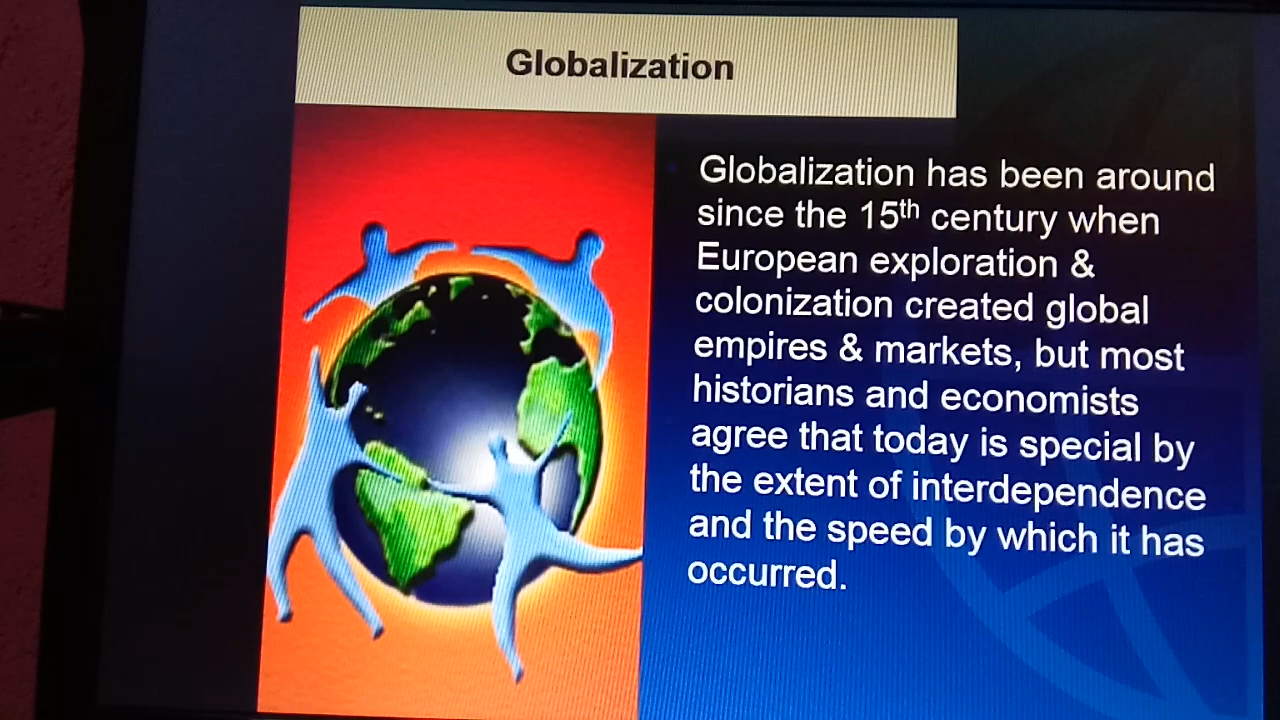 Globalization
Globalization has been around
since the 15th century when
European exploration &
colonization created global
empires & markets, but most
historians and economists
agree that today is special by
the extent of interdependence
and the speed by which it has
occurred.